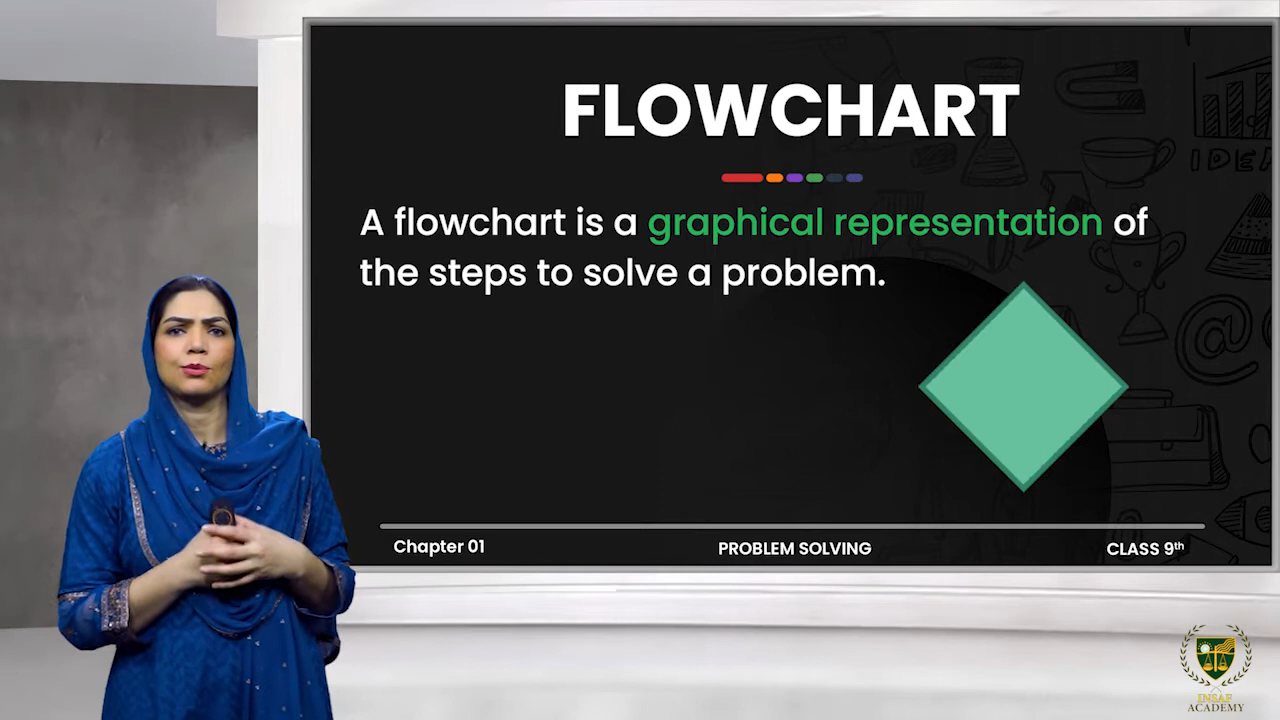 FLOWCHART
A flowchart is a graphical representation of
the steps to solve a problem.
IDEA
@
Chapter 01
PROBLEM SOLVING
CLASS 9th
INSAF
ACADEMY